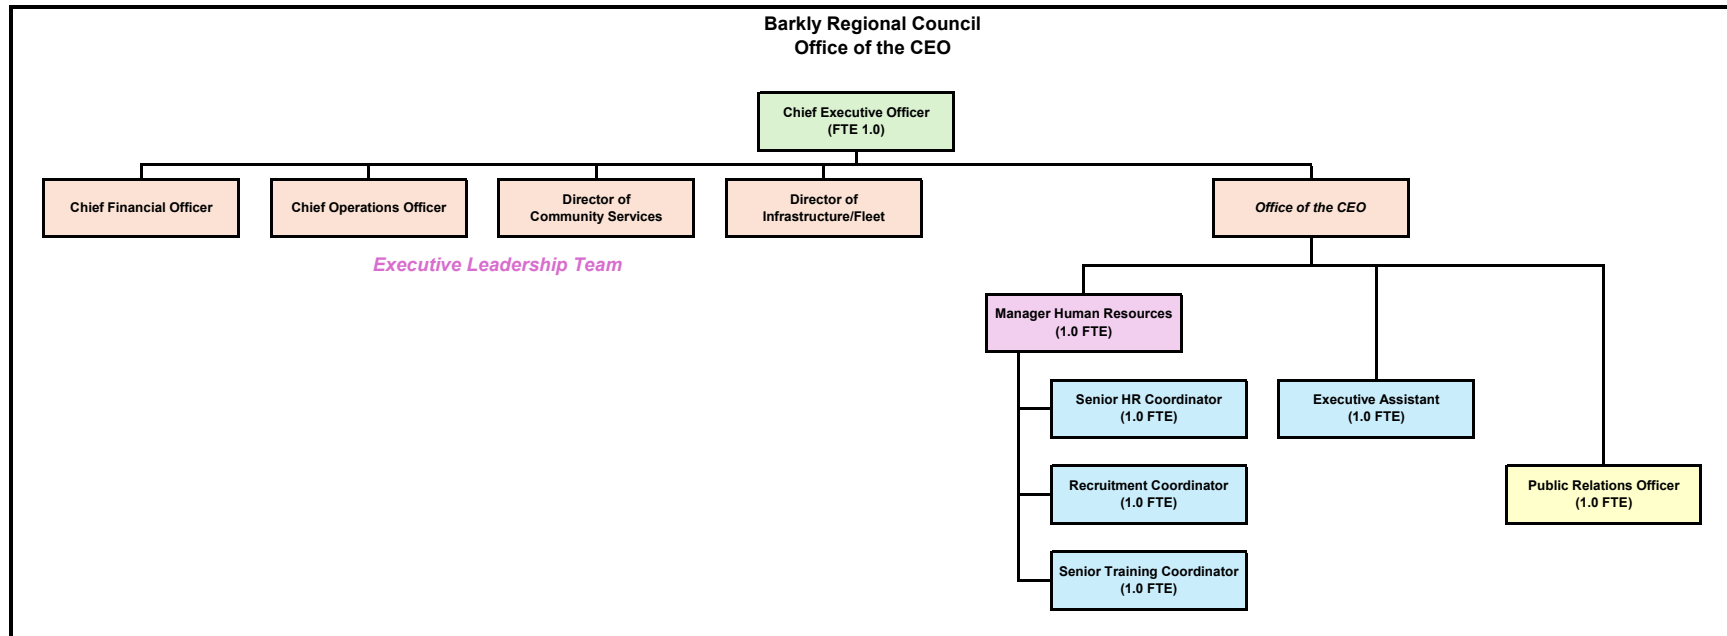 Barkly Regional Council
Office of the CEO
Chief Executive Officer
(FTE 1.0)
Chief Financial Officer
Chief Operations Officer
Director of
Community Services
Director of
Infrastructure/Fleet
Office of the CEO
Executive Leadership Team
Manager Human Resources
(1.0 FTE)
Senior HR Coordinator
(1.0 FTE)
Executive Assistant
(1.0 FTE)
Recruitment Coordinator
(1.0 FTE)
Public Relations Officer
(1.0 FTE)
Senior Training Coordinator
(1.0 FTE)